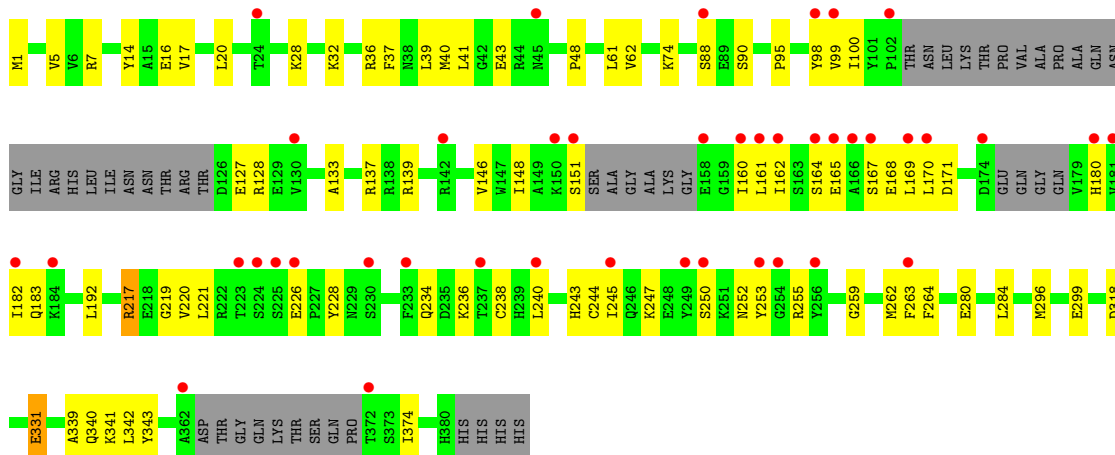 M1 V5 V6 R7 Y14 A15 E16 V17 L20 T24 K28 K32 R36 F37 N38 L39 M40 L41 G42 E43 R44 N45 P48 L61 V62 K74 S88 E89 S90 P95 Y98 V99 I100 Y101 P102 THR ASN LEU LYS THR PRO VAL ALA PRO ALA GLN ASN
GLY ILE ARG HIS LEU ILE ASN ASN THR ARG THR D126 E127 R128 E129 V130 A133 R137 R138 R139 R142 V146 W147 I148 A149 K150 S151 SER ALA GLY ALA LYS GLY E158 G159 I160 L161 I162 S163 S164 E165 A166 S167 E168 L169 L170 D171 D174 GLU GLN GLY GLN V179 H180 V181
I182 Q183 K184 L192 R217 E218 G219 V220 L221 R222 T223 S224 S225 E226 P227 Y228 N229 S230 F233 Q234 D235 K236 T237 C238 H239 L240 H243 C244 I245 Q246 K247 E248 Y249 S250 K251 N252 Y253 G254 R255 Y256 G259 M262 F263 F264 E280 L284 M296 E299 D318
E331 A339 Q340 K341 L342 Y343 A362 ASP THR GLY GLN LYS THR SER GLN PRO T372 S373 I374 H380 HIS HIS HIS HIS